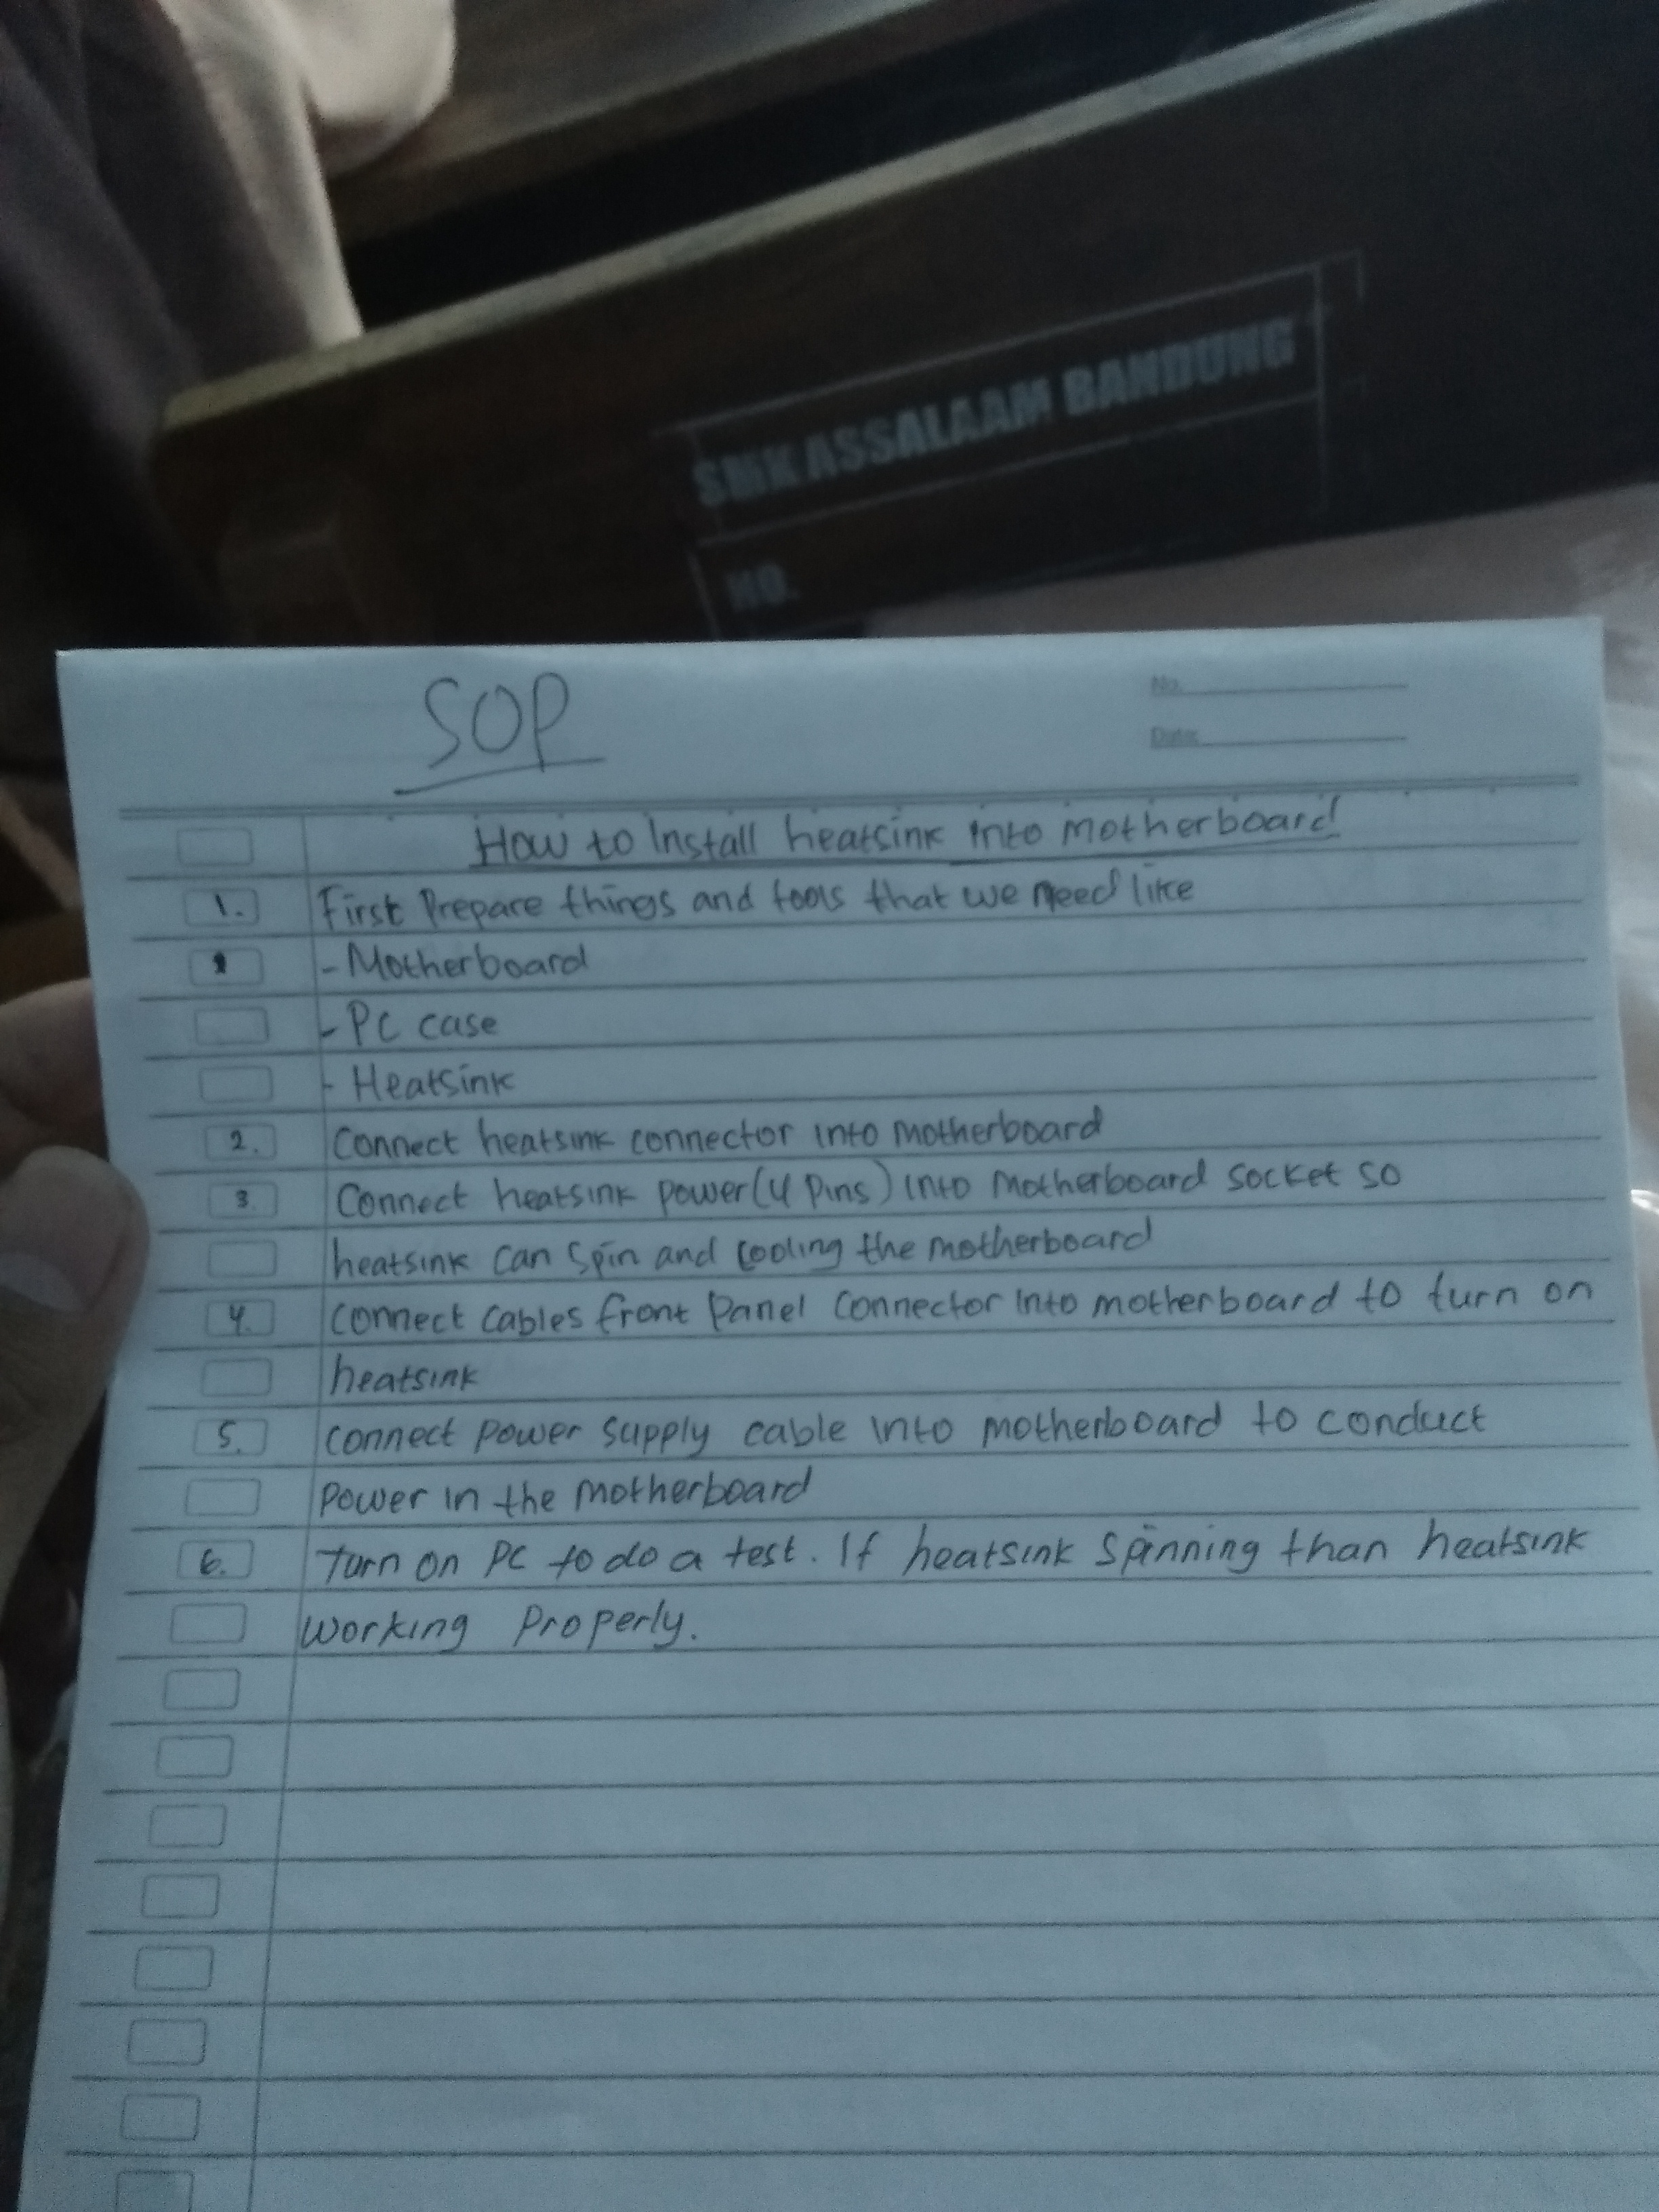 SMK ASSALAAM BANDUNG
NO.
SOP
No.
Date:
How to Install heatsink into motherboard
1. First Prepare things and tools that we need like
- Motherboard
- PC case
- Heatsink
2. Connect heatsink connector into motherboard
3. Connect heatsink power (4 Pins) into Motherboard socket so
heatsink can spin and cooling the motherboard
4. connect cables front Panel Connector into motherboard to turn on
heatsink
5. connect power supply cable into motherboard to conduct
power in the motherboard
6. Turn on PC to do a test. If heatsink Spinning than heatsink
working Properly.